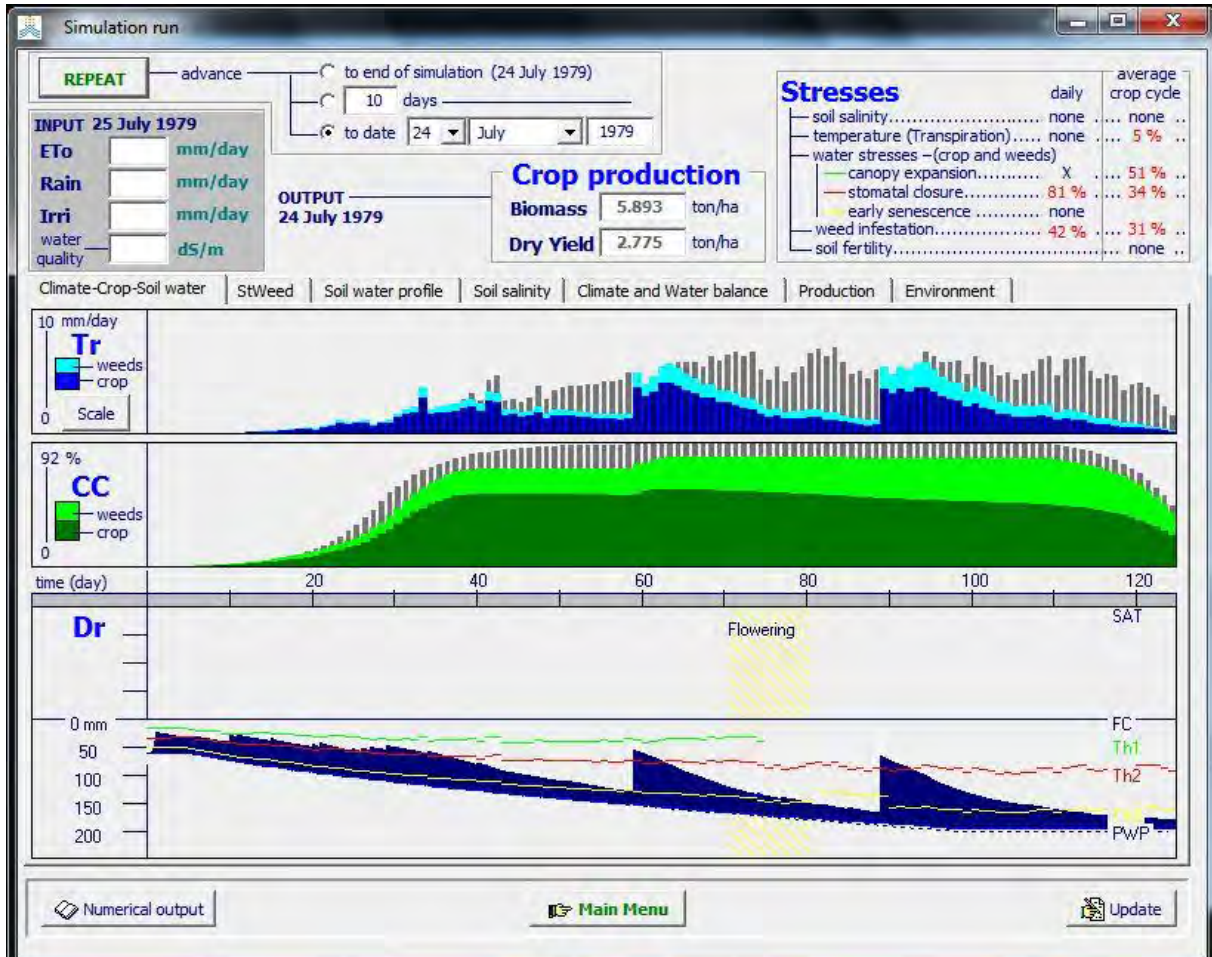 Simulation run
REPEAT
advance
to end of simulation (24 July 1979)
10 days
to date 24 July 1979
INPUT 25 July 1979
ETo mm/day
Rain mm/day
Irri mm/day
water quality dS/m
OUTPUT
24 July 1979
Crop production
Biomass 5.893 ton/ha
Dry Yield 2.775 ton/ha
Stresses daily average crop cycle
soil salinity.................. none .... none ..
temperature (Transpiration)..... none .... 5 % ..
water stresses -(crop and weeds)
canopy expansion........... X .... 51 % ..
stomatal closure............ 81 % .... 34 % ..
early senescence ........... none
weed infestation................. 42 % .... 31 % ..
soil fertility..................................... none ..
Climate-Crop-Soil water StWeed Soil water profile Soil salinity Climate and Water balance Production Environment
10 mm/day
Tr
weeds
crop
0
Scale
92 %
CC
weeds
crop
0
time (day) 20 40 60 80 100 120
Dr
Flowering
SAT
0 mm
FC
50
Th1
100
Th2
150
200
PWP
Numerical output
Main Menu
Update